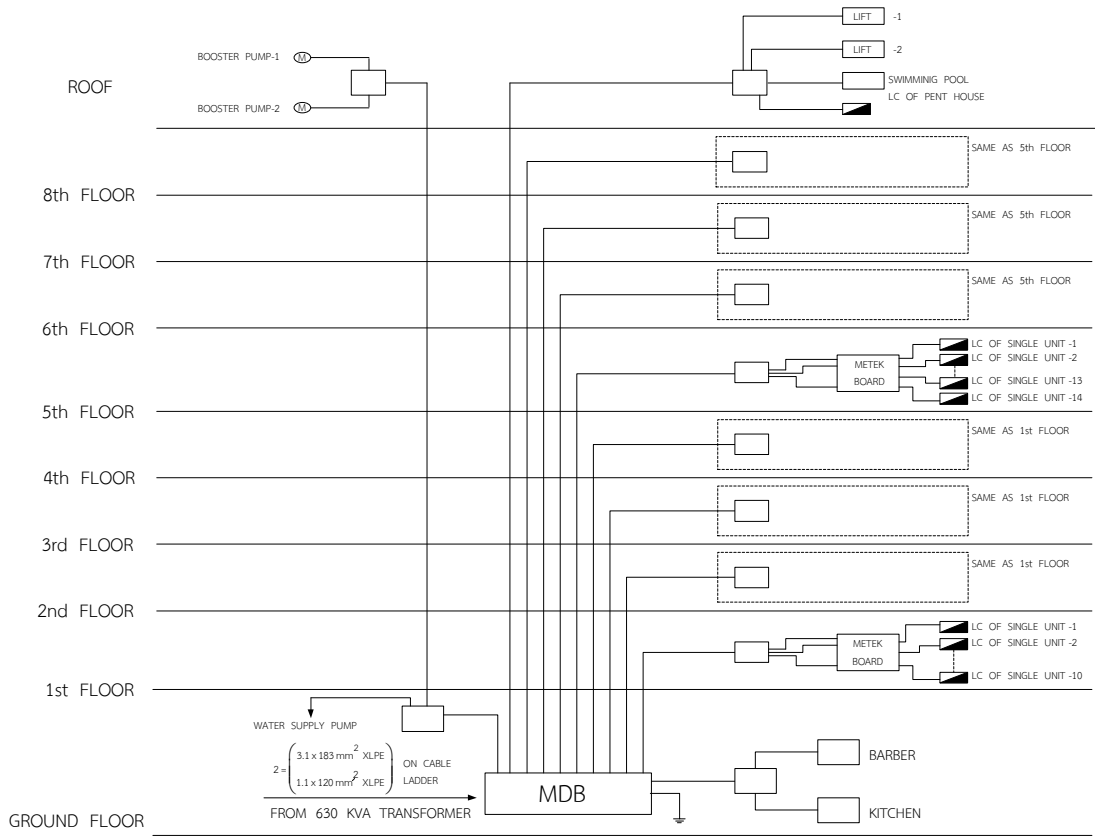 LIFT -1
BOOSTER PUMP-1 M
LIFT -2
ROOF
SWIMMINIG POOL
LC OF PENT HOUSE
BOOSTER PUMP-2 M
SAME AS 5th FLOOR
8th FLOOR
SAME AS 5th FLOOR
7th FLOOR
SAME AS 5th FLOOR
6th FLOOR
METEK BOARD
LC OF SINGLE UNIT -1
LC OF SINGLE UNIT -2
LC OF SINGLE UNIT -13
LC OF SINGLE UNIT -14
5th FLOOR
SAME AS 1st FLOOR
4th FLOOR
SAME AS 1st FLOOR
3rd FLOOR
SAME AS 1st FLOOR
2nd FLOOR
METEK BOARD
LC OF SINGLE UNIT -1
LC OF SINGLE UNIT -2
LC OF SINGLE UNIT -10
1st FLOOR
WATER SUPPLY PUMP
2 = (3.1 x 183 mm² XLPE
1.1 x 120 mm² XLPE) ON CABLE LADDER
FROM 630 KVA TRANSFORMER
MDB
BARBER
KITCHEN
GROUND FLOOR